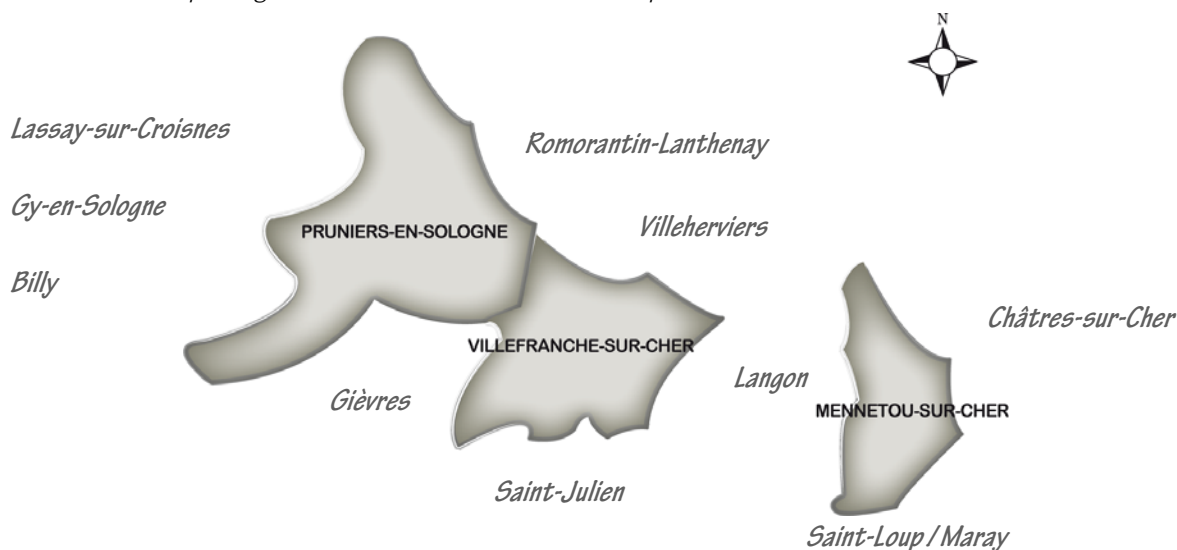 N
Lassay-sur-Croisnes
Romorantin-Lanthenay
Gy-en-Sologne
PRUNIERS-EN-SOLOGNE
Villeherviers
Billy
Châtres-sur-Cher
VILLEFRANCHE-SUR-CHER
Langon
Gièvres
MENNETOU-SUR-CHER
Saint-Julien
Saint-Loup / Maray